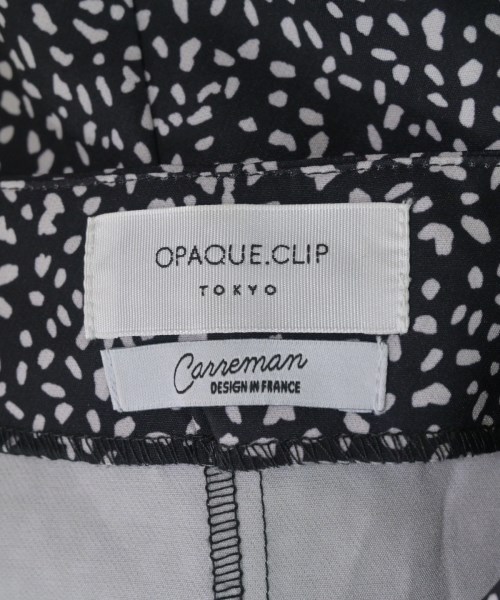 OPAQUE.CLIP
TOKYO
Carreman
DESIGN IN FRANCE